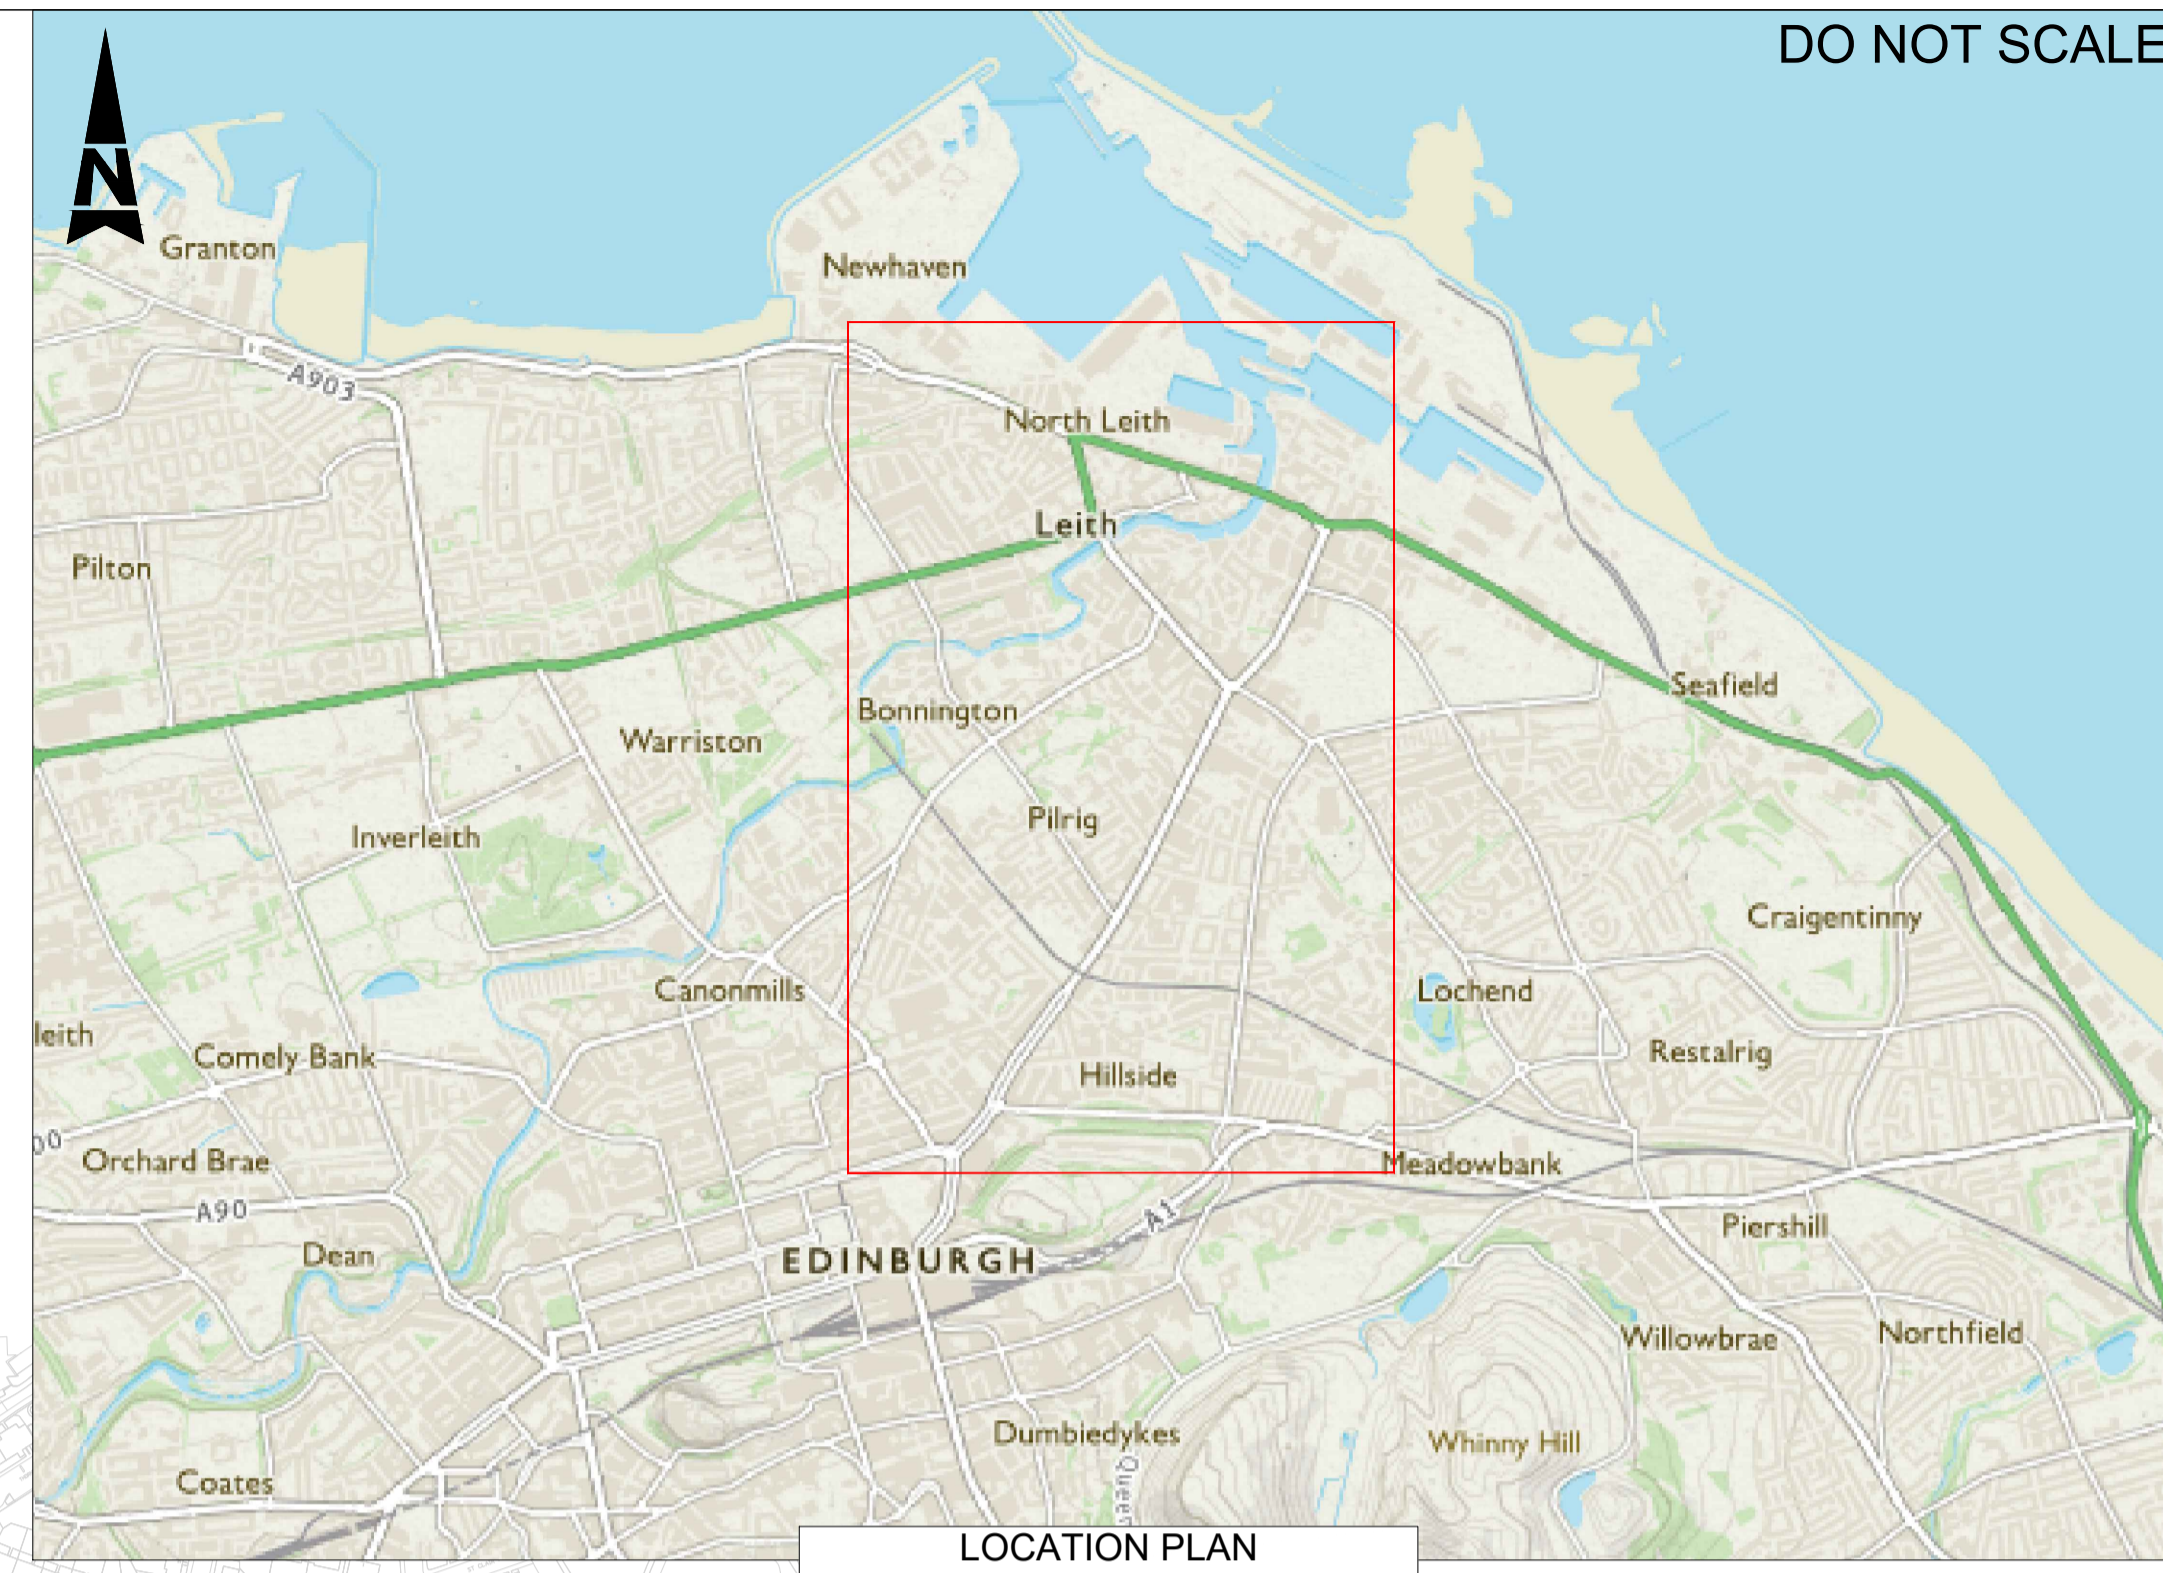 DO NOT SCALE
N
Granton
Newhaven
A903
North Leith
Leith
Pilton
Seafield
Bonnington
Warriston
Pilrig
Inverleith
Craigentinny
Canonmills
Lochend
leith
Comely Bank
Restalrig
Hillside
00
Orchard Brae
Meadowbank
A90
A1
Piershill
Dean
EDINBURGH
Willowbrae
Northfield
Dumbiedykes
Whinny Hill
Coates
Queen
LOCATION PLAN